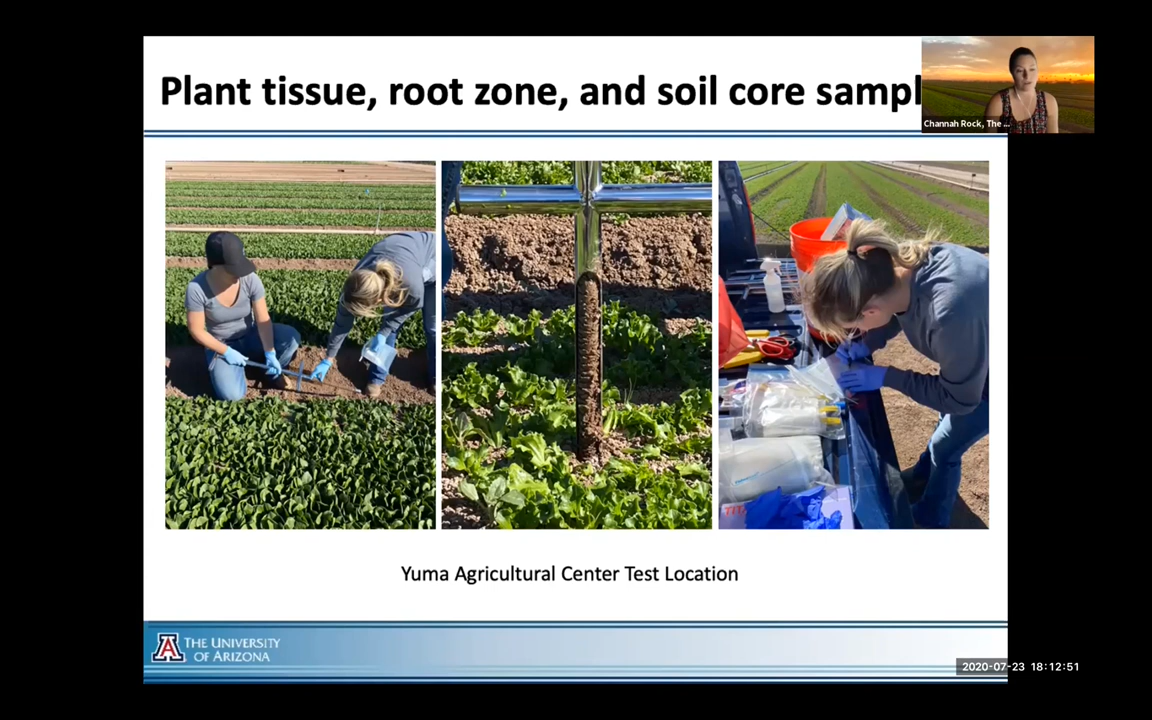 Plant tissue, root zone, and soil core sampl
Channah Rock, The ...
Yuma Agricultural Center Test Location
A
THE UNIVERSITY
OF ARIZONA
2020-07-23 18:12:51